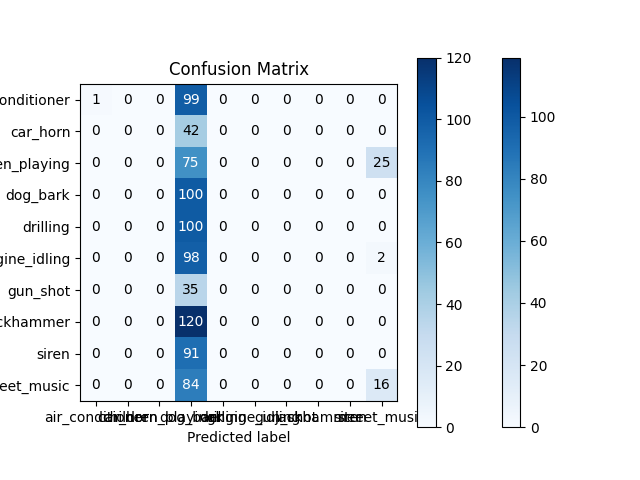 Confusion Matrix
onditioner 1 0 0 99 0 0 0 0 0 0
car_horn 0 0 0 42 0 0 0 0 0 0
en_playing 0 0 0 75 0 0 0 0 0 25
dog_bark 0 0 0 100 0 0 0 0 0 0
drilling 0 0 0 100 0 0 0 0 0 0
gine_idling 0 0 0 98 0 0 0 0 0 2
gun_shot 0 0 0 35 0 0 0 0 0 0
ckhammer 0 0 0 120 0 0 0 0 0 0
siren 0 0 0 91 0 0 0 0 0 0
eet_music 0 0 0 84 0 0 0 0 0 16
Predicted label
120
100
80
60
40
20
0
100
80
60
40
20
0